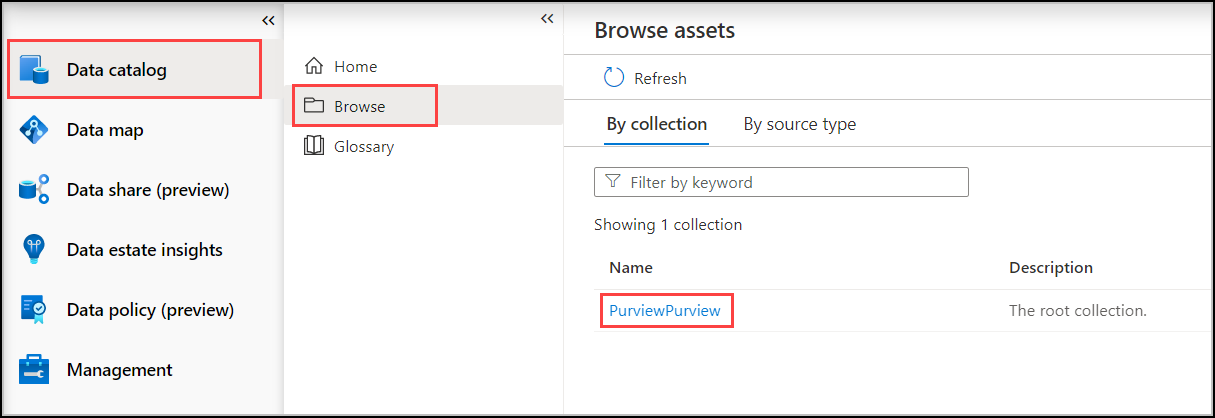 Data catalog
Data map
Data share (preview)
Data estate insights
Data policy (preview)
Management
Home
Browse
Glossary
Browse assets
Refresh
By collection By source type
Filter by keyword
Showing 1 collection
Name Description
PurviewPurview The root collection.